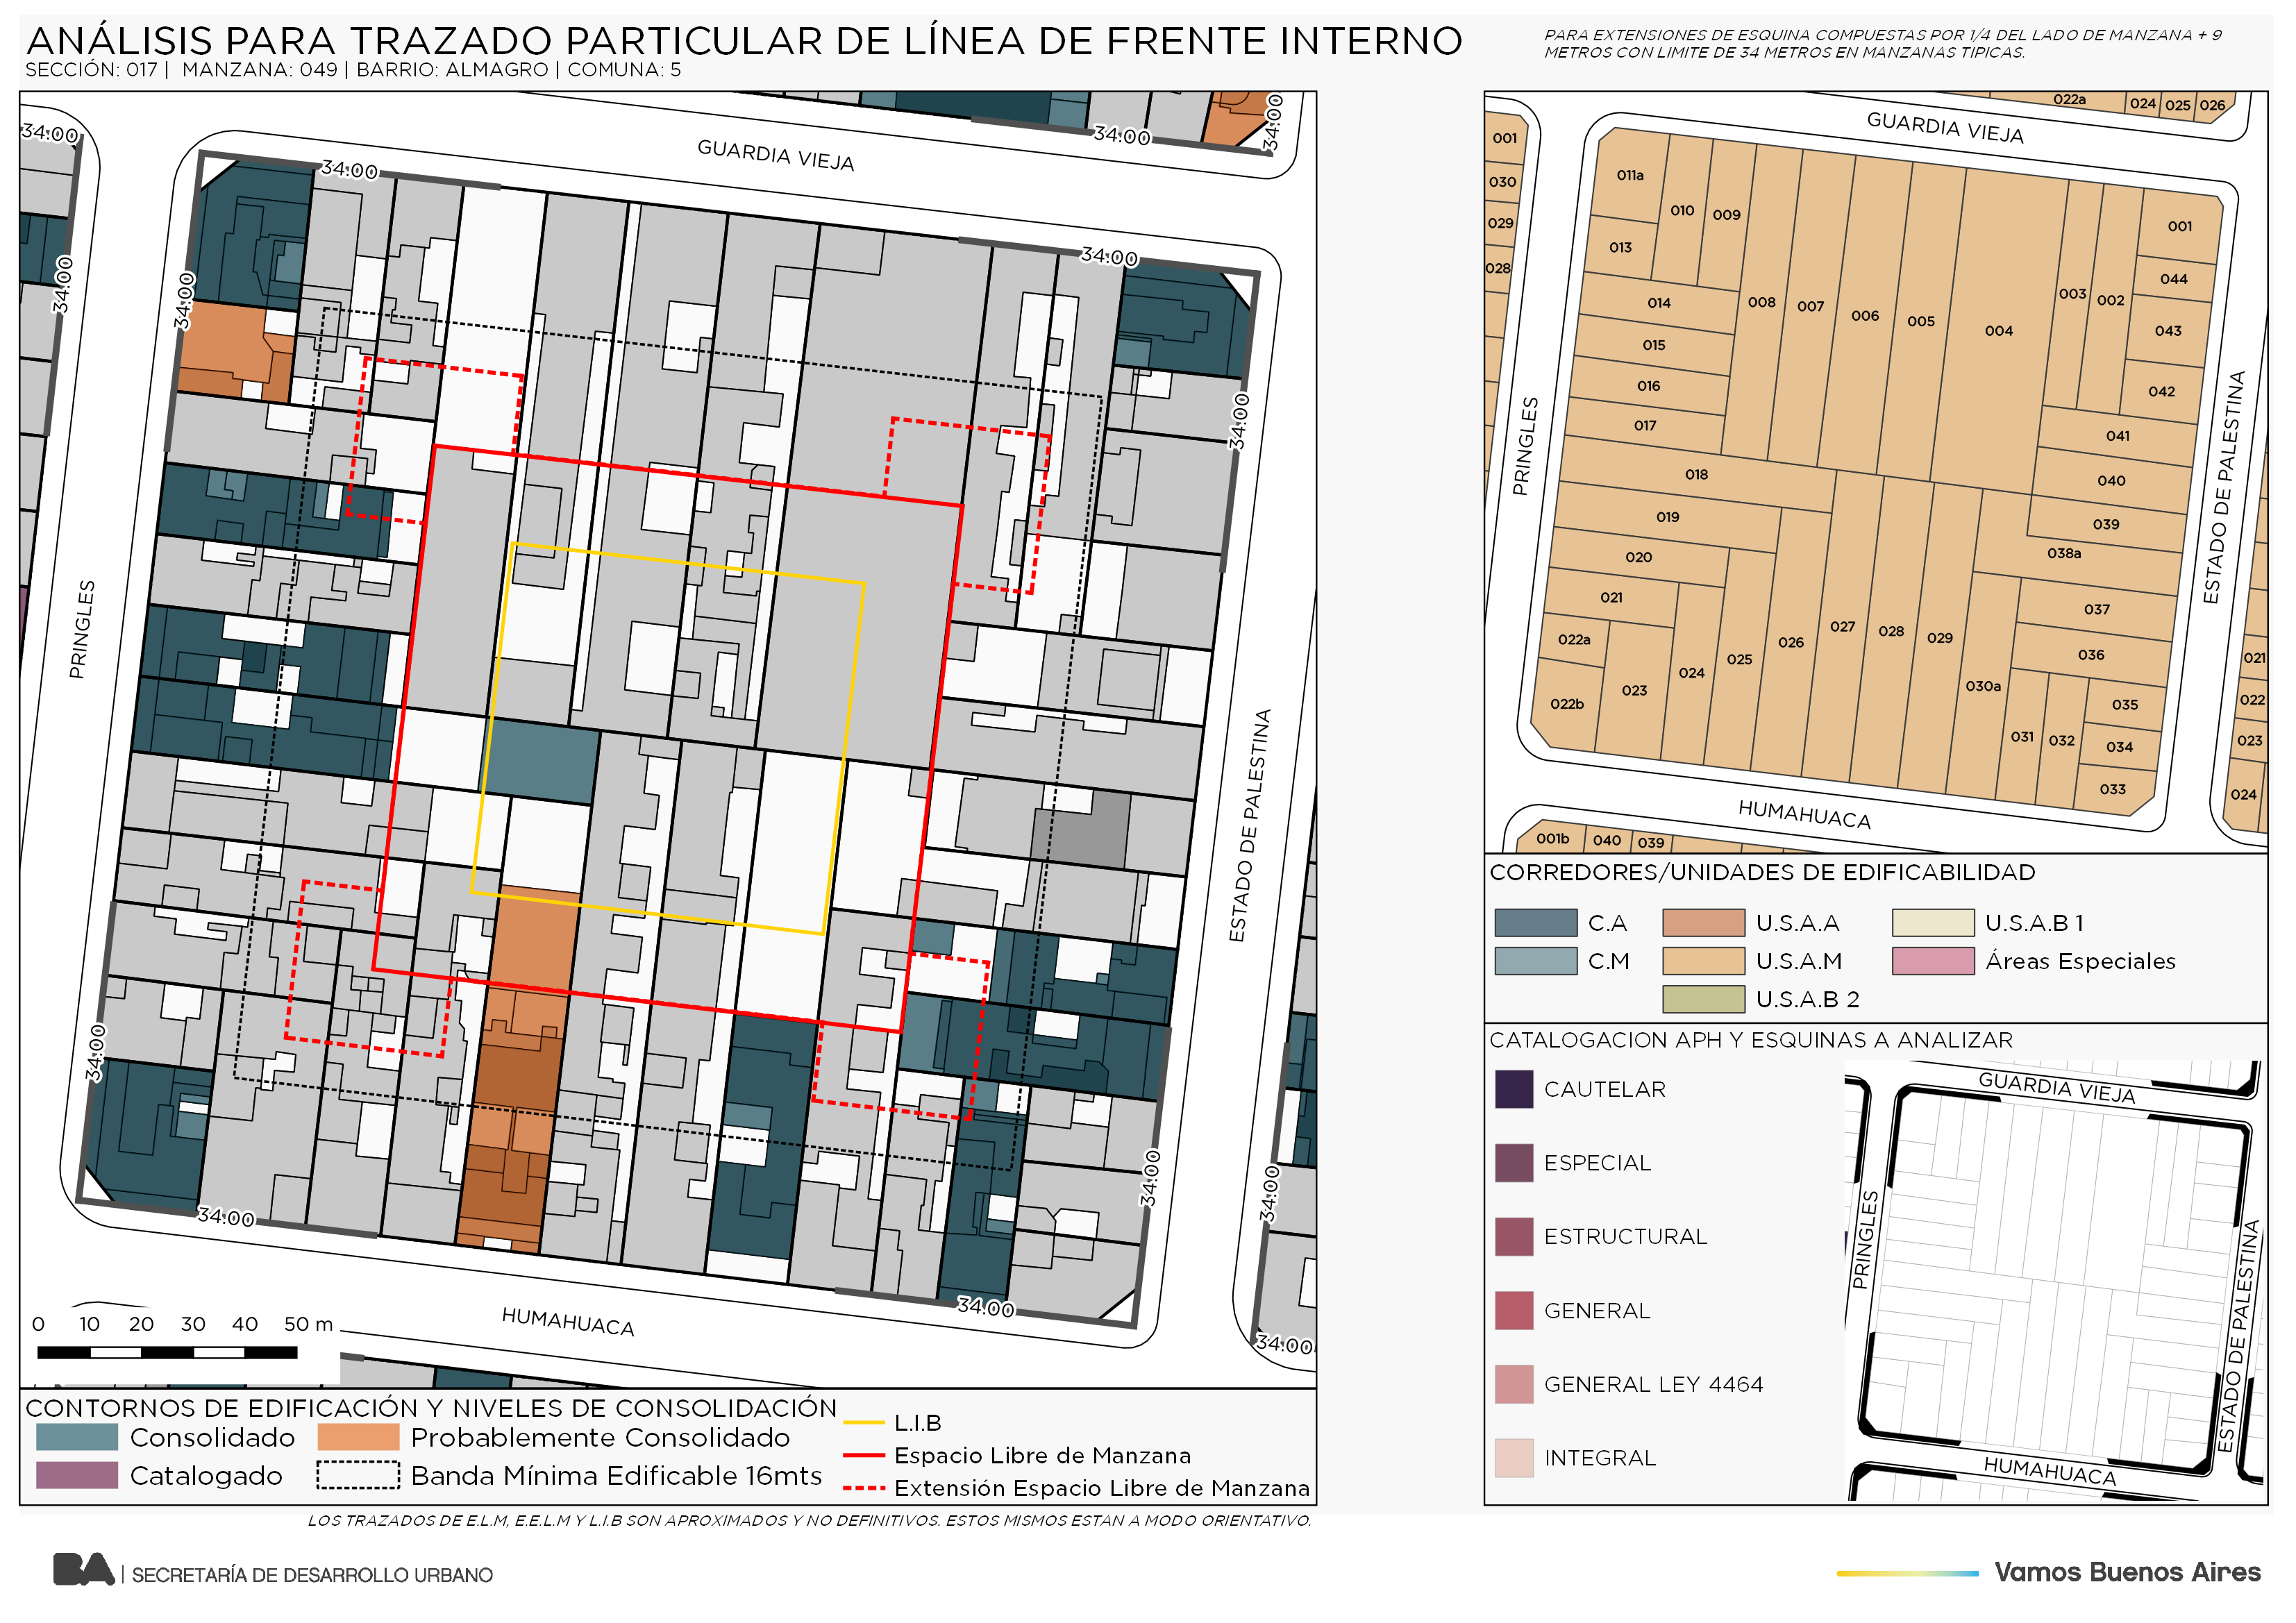 ANÁLISIS PARA TRAZADO PARTICULAR DE LÍNEA DE FRENTE INTERNO
SECCIÓN: 017 | MANZANA: 049 | BARRIO: ALMAGRO | COMUNA: 5
PARA EXTENSIONES DE ESQUINA COMPUESTAS POR 1/4 DEL LADO DE MANZANA + 9
METROS CON LIMITE DE 34 METROS EN MANZANAS TIPICAS.
34:00
34:00
34:00
34:00
GUARDIA VIEJA
34:00
34:00
34:00
34:00
34:00
PRINGLES
ESTADO DE PALESTINA
34:00
34:00
34:00
34:00
34:00
34:00
HUMAHUACA
0 10 20 30 40 50 m
CONTORNOS DE EDIFICACIÓN Y NIVELES DE CONSOLIDACIÓN
Consolidado
Probablemente Consolidado
Catalogado
Banda Mínima Edificable 16mts
L.I.B
Espacio Libre de Manzana
Extensión Espacio Libre de Manzana
LOS TRAZADOS DE E.L.M, E.E.L.M Y L.I.B SON APROXIMADOS Y NO DEFINITIVOS. ESTOS MISMOS ESTAN A MODO ORIENTATIVO.
022a 024 025 026
GUARDIA VIEJA
001
030
029
028
011a
010
009
013
014
015
016
017
008
007
006
005
004
003
002
001
044
043
042
041
040
039
038a
018
019
020
021
022a
022b
023
024
025
026
027
028
029
030a
031
032
037
036
035
034
033
PRINGLES
ESTADO DE PALESTINA
HUMAHUACA
021
022
023
024
001b 040 039
CORREDORES/UNIDADES DE EDIFICABILIDAD
C.A
U.S.A.A
U.S.A.B 1
C.M
U.S.A.M
Áreas Especiales
U.S.A.B 2
CATALOGACION APH Y ESQUINAS A ANALIZAR
CAUTELAR
ESPECIAL
ESTRUCTURAL
GENERAL
GENERAL LEY 4464
INTEGRAL
GUARDIA VIEJA
PRINGLES
ESTADO DE PALESTINA
HUMAHUACA
BA | SECRETARÍA DE DESARROLLO URBANO
Vamos Buenos Aires